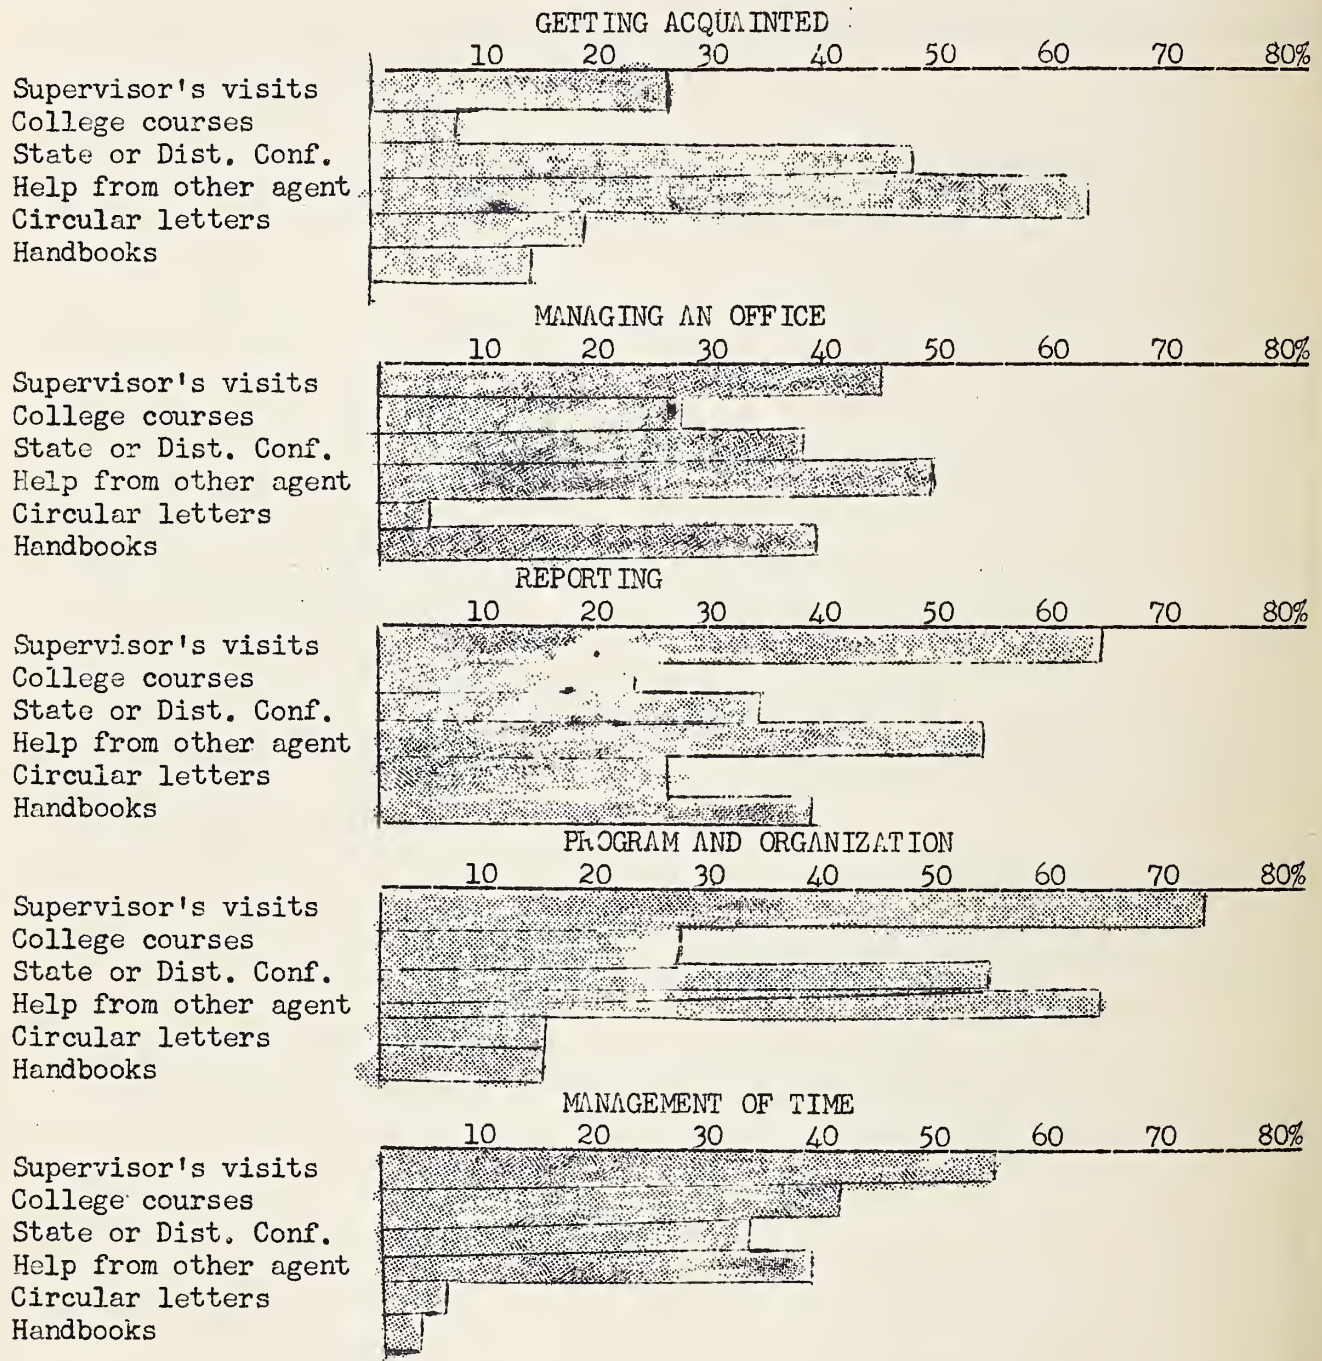 GETTING ACQUAINTED
10 20 30 40 50 60 70 80%
Supervisor's visits
College courses
State or Dist. Conf.
Help from other agent
Circular letters
Handbooks
MANAGING AN OFFICE
10 20 30 40 50 60 70 80%
Supervisor's visits
College courses
State or Dist. Conf.
Help from other agent
Circular letters
Handbooks
REPORTING
10 20 30 40 50 60 70 80%
Supervisor's visits
College courses
State or Dist. Conf.
Help from other agent
Circular letters
Handbooks
PROGRAM AND ORGANIZATION
10 20 30 40 50 60 70 80%
Supervisor's visits
College courses
State or Dist. Conf.
Help from other agent
Circular letters
Handbooks
MANAGEMENT OF TIME
10 20 30 40 50 60 70 80%
Supervisor's visits
College courses
State or Dist. Conf.
Help from other agent
Circular letters
Handbooks